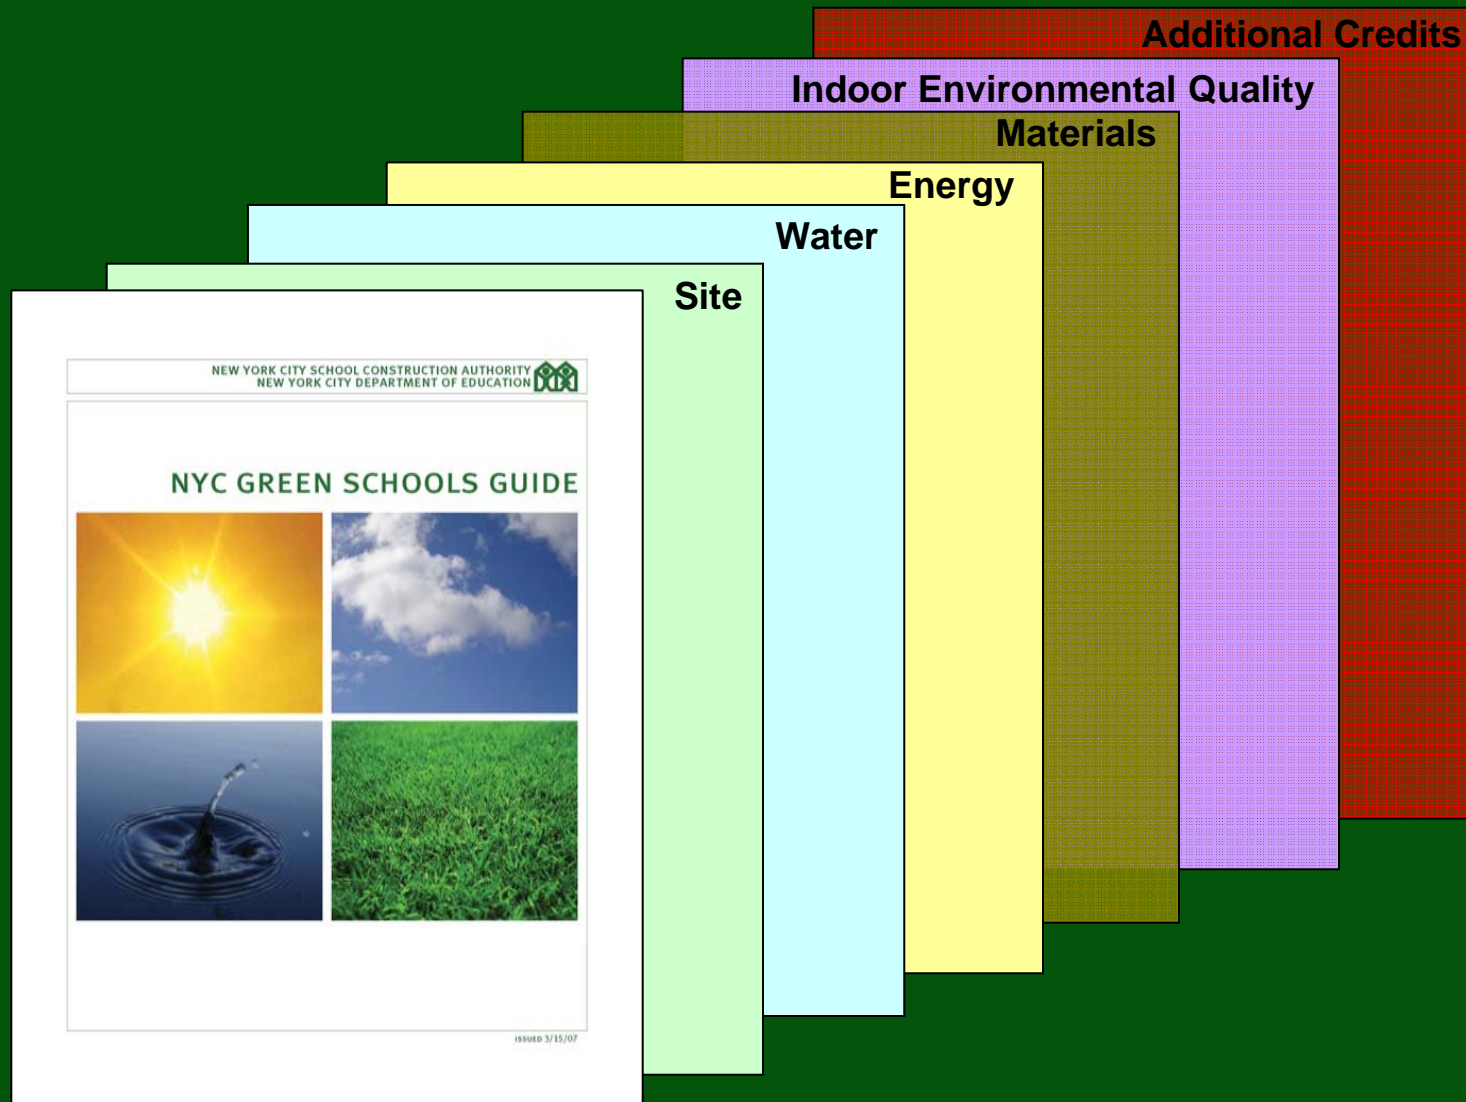 Additional Credits
Indoor Environmental Quality
Materials
Energy
Water
Site
NEW YORK CITY SCHOOL CONSTRUCTION AUTHORITY
NEW YORK CITY DEPARTMENT OF EDUCATION
NYC GREEN SCHOOLS GUIDE
ISSUED 3/15/07